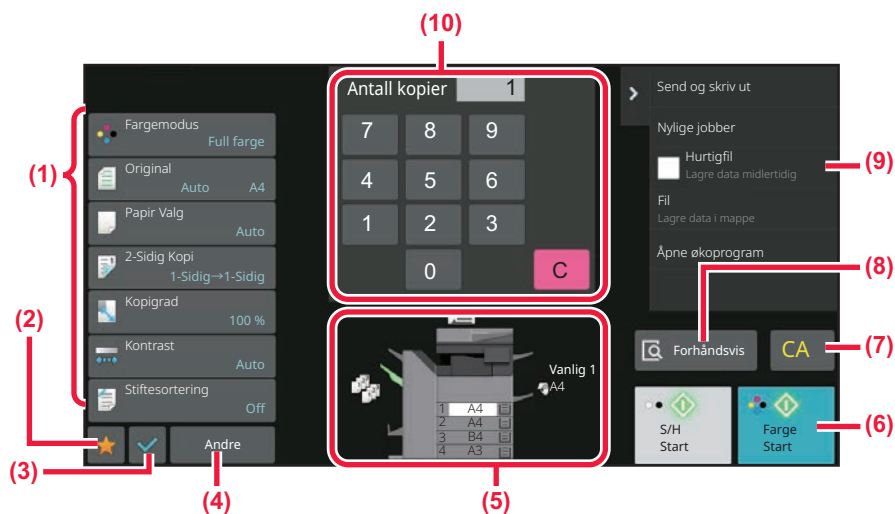 (10)
Antall kopier 1
7 8 9
4 5 6
1 2 3
0 C
(1)
Fargemodus
Full farge
Original
Auto A4
Papir Valg
Auto
2-Sidig Kopi
1-Sidig→1-Sidig
Kopigrad
100 %
Kontrast
Auto
Stiftesortering
Off
(2)
(3)
Andre
(4)
Vanlig 1
A4
1 A4
2 A4
3 B4
4 A3
(5)
Send og skriv ut
Nylige jobber
Hurtigfil
Lagre data midlertidig
(9)
Fil
Lagre data i mappe
Åpne økoprogram
(8)
Forhåndsvis
CA
(7)
S/H
Start
Farge
Start
(6)